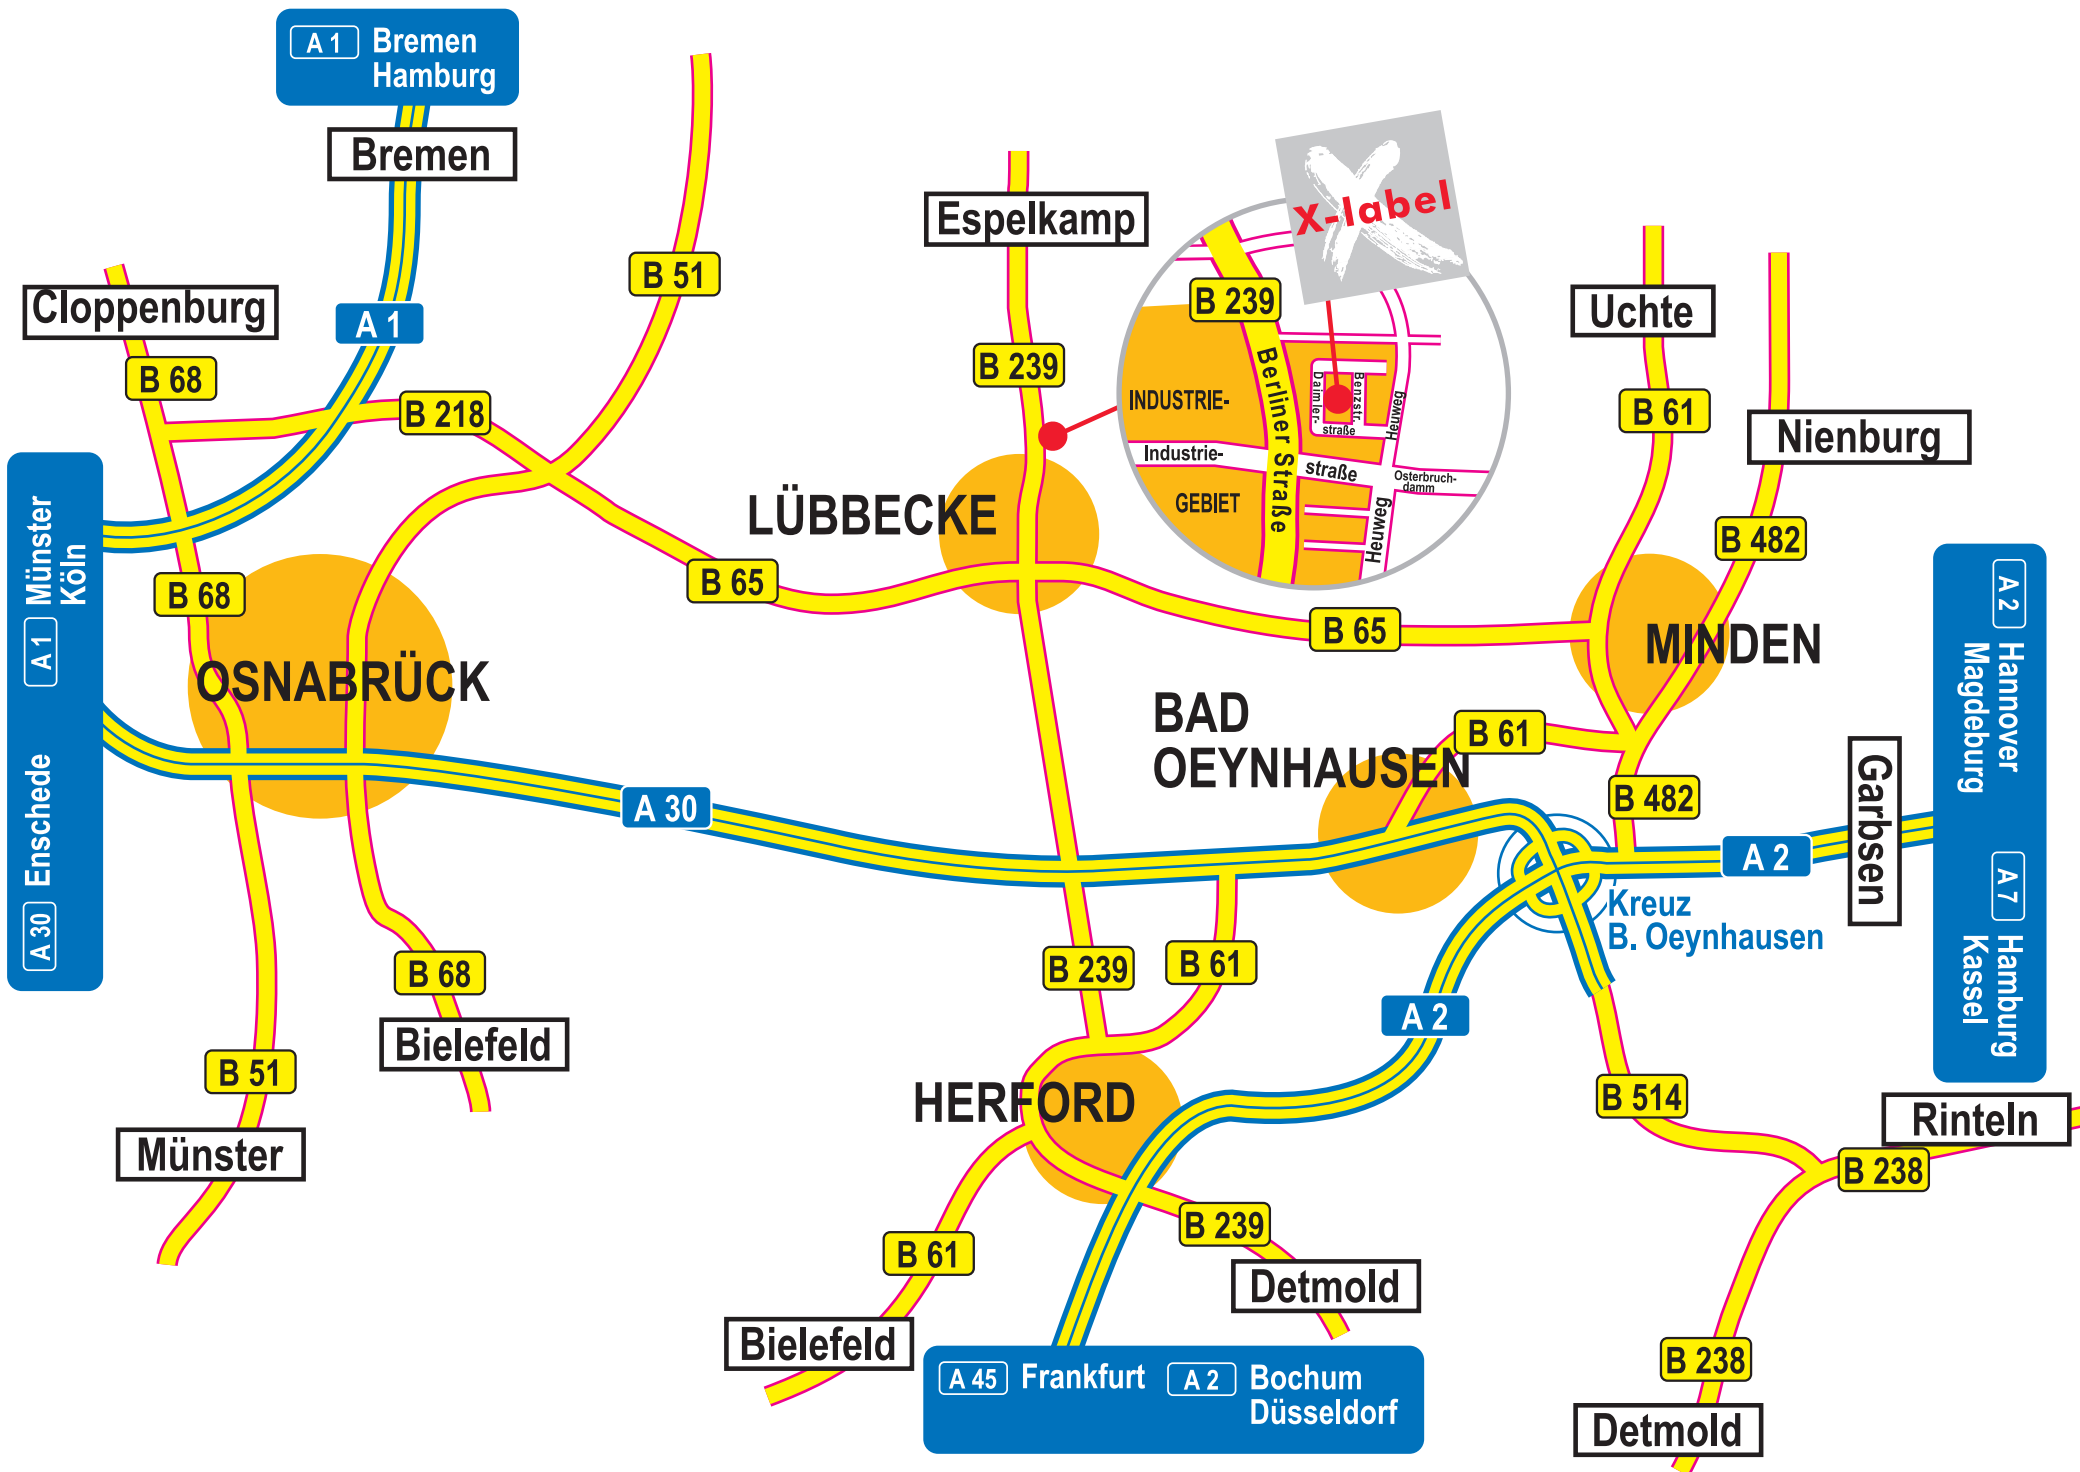 A 1 Bremen
Hamburg
Bremen
Espelkamp
X-label
B 51
B 239
Cloppenburg
A 1
Uchte
B 68
B 239
B 218
B 61
Berliner Straße
INDUSTRIE-
Daimler-
straße
Benzstr.
Heuweg
Nienburg
Industrie-
straße
Osterbruch-
damm
GEBIET
Heuweg
LÜBBECKE
B 482
A 1 Münster
Köln
A 30 Enschede
B 68
B 65
B 65
MINDEN
OSNABRÜCK
A 2 Hannover
Magdeburg
A 7 Hamburg
Kassel
BAD
OEYNHAUSEN
B 61
B 482
Garbsen
A 30
A 2
Kreuz
B. Oeynhausen
B 68
B 239
B 61
A 2
Bielefeld
B 51
HERFORD
B 514
Rinteln
Münster
B 238
B 61
B 239
Detmold
Bielefeld
B 238
A 45 Frankfurt A 2 Bochum
Düsseldorf
Detmold